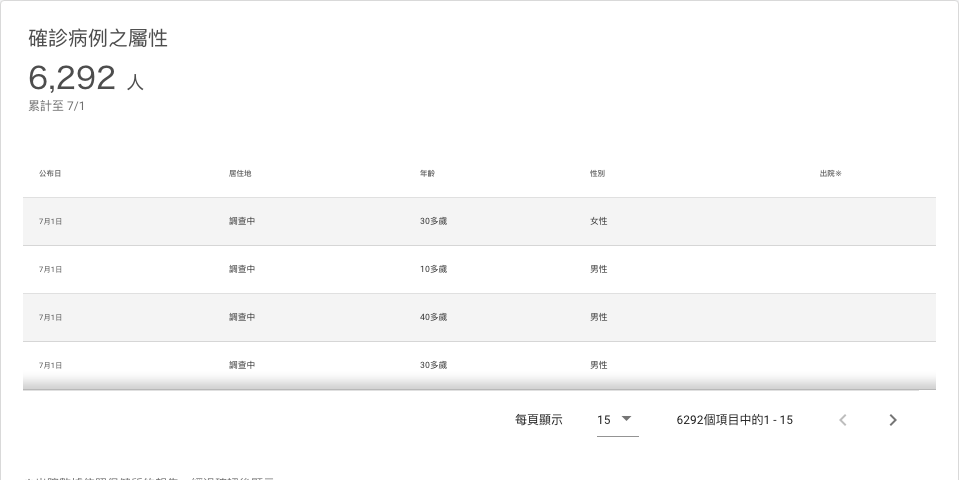 確診病例之屬性
6,292 人
累計至 7/1
公布日 居住地 年齡 性別 出院※
7月1日 調查中 30多歲 女性
7月1日 調查中 10多歲 男性
7月1日 調查中 40多歲 男性
7月1日 調查中 30多歲 男性
每頁顯示 15 6292個項目中的1 - 15